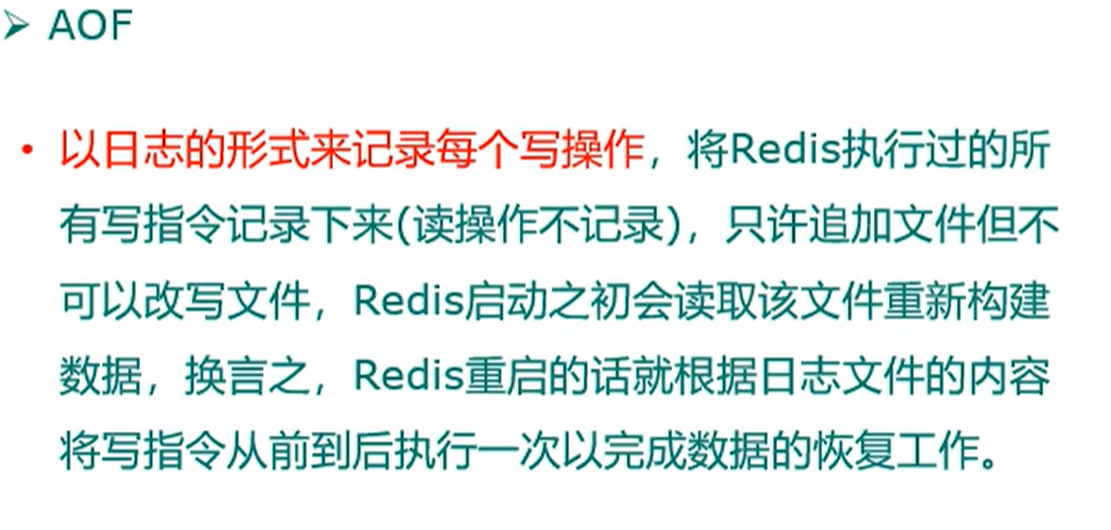 ➢ AOF
• 以日志的形式来记录每个写操作，将Redis执行过的所
有写指令记录下来(读操作不记录)，只许追加文件但不
可以改写文件，Redis启动之初会读取该文件重新构建
数据，换言之，Redis重启的话就根据日志文件的内容
将写指令从前到后执行一次以完成数据的恢复工作。